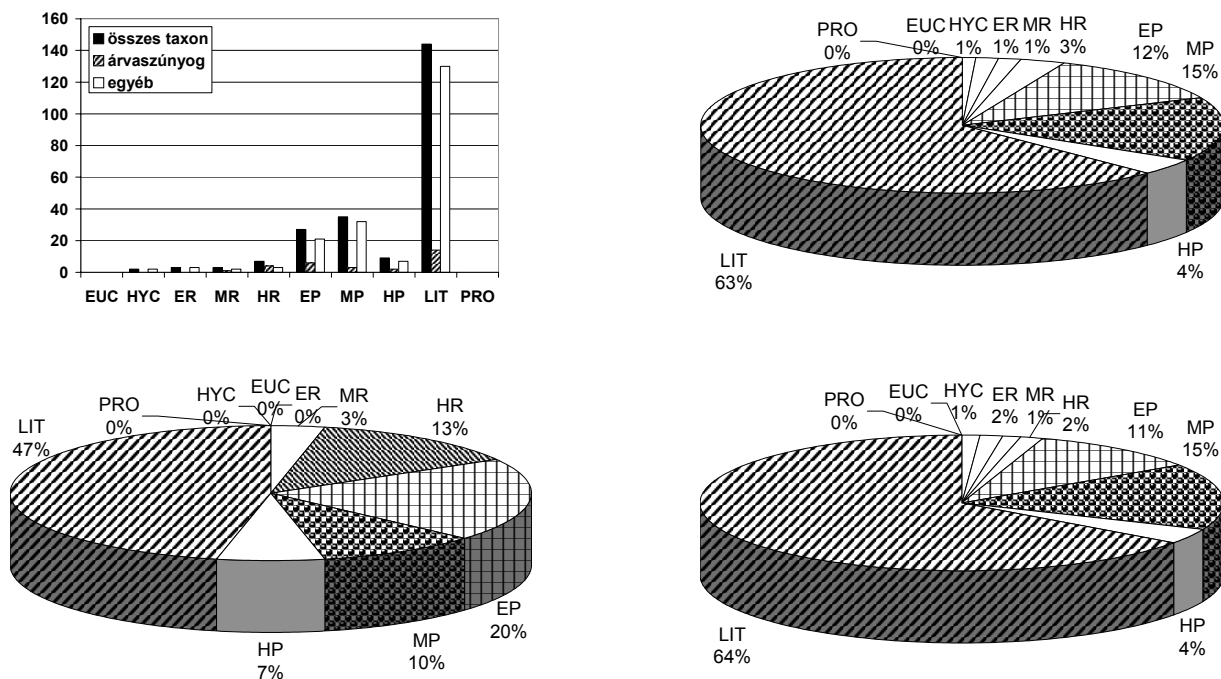 160
140
120
100
80
60
40
20
0
összes taxon
árvaszúnyog
egyéb
EUC HYC ER MR HR EP MP HP LIT PRO
PRO
0%
EUC
0%
HYC
1%
ER
1%
MR
1%
HR
3%
EP
12%
MP
15%
HP
4%
LIT
63%
LIT
47%
PRO
0%
HYC
0%
EUC
0%
ER
0%
MR
3%
HR
13%
EP
20%
MP
10%
HP
7%
PRO
0%
EUC
0%
HYC
1%
ER
2%
MR
1%
HR
2%
EP
11%
MP
15%
HP
4%
LIT
64%